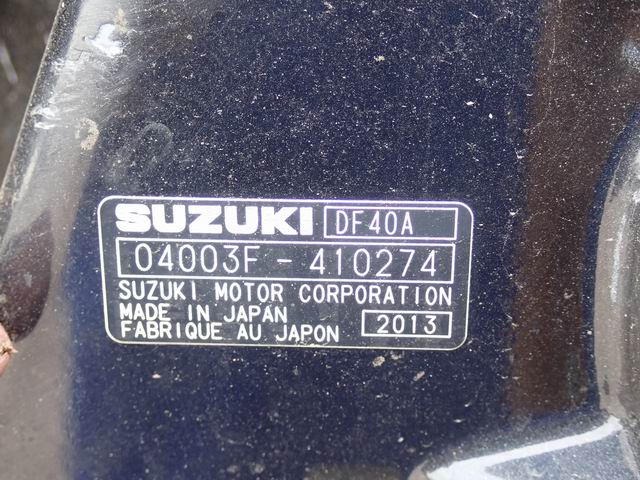 SUZUKI DF40A
04003F-410274
SUZUKI MOTOR CORPORATION
MADE IN JAPAN
FABRIQUE AU JAPON 2013